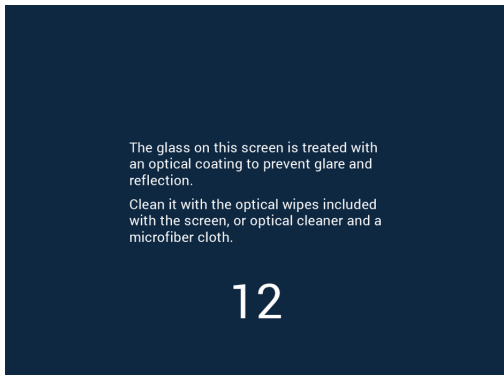 The glass on this screen is treated with
an optical coating to prevent glare and
reflection.
Clean it with the optical wipes included
with the screen, or optical cleaner and a
microfiber cloth.
12